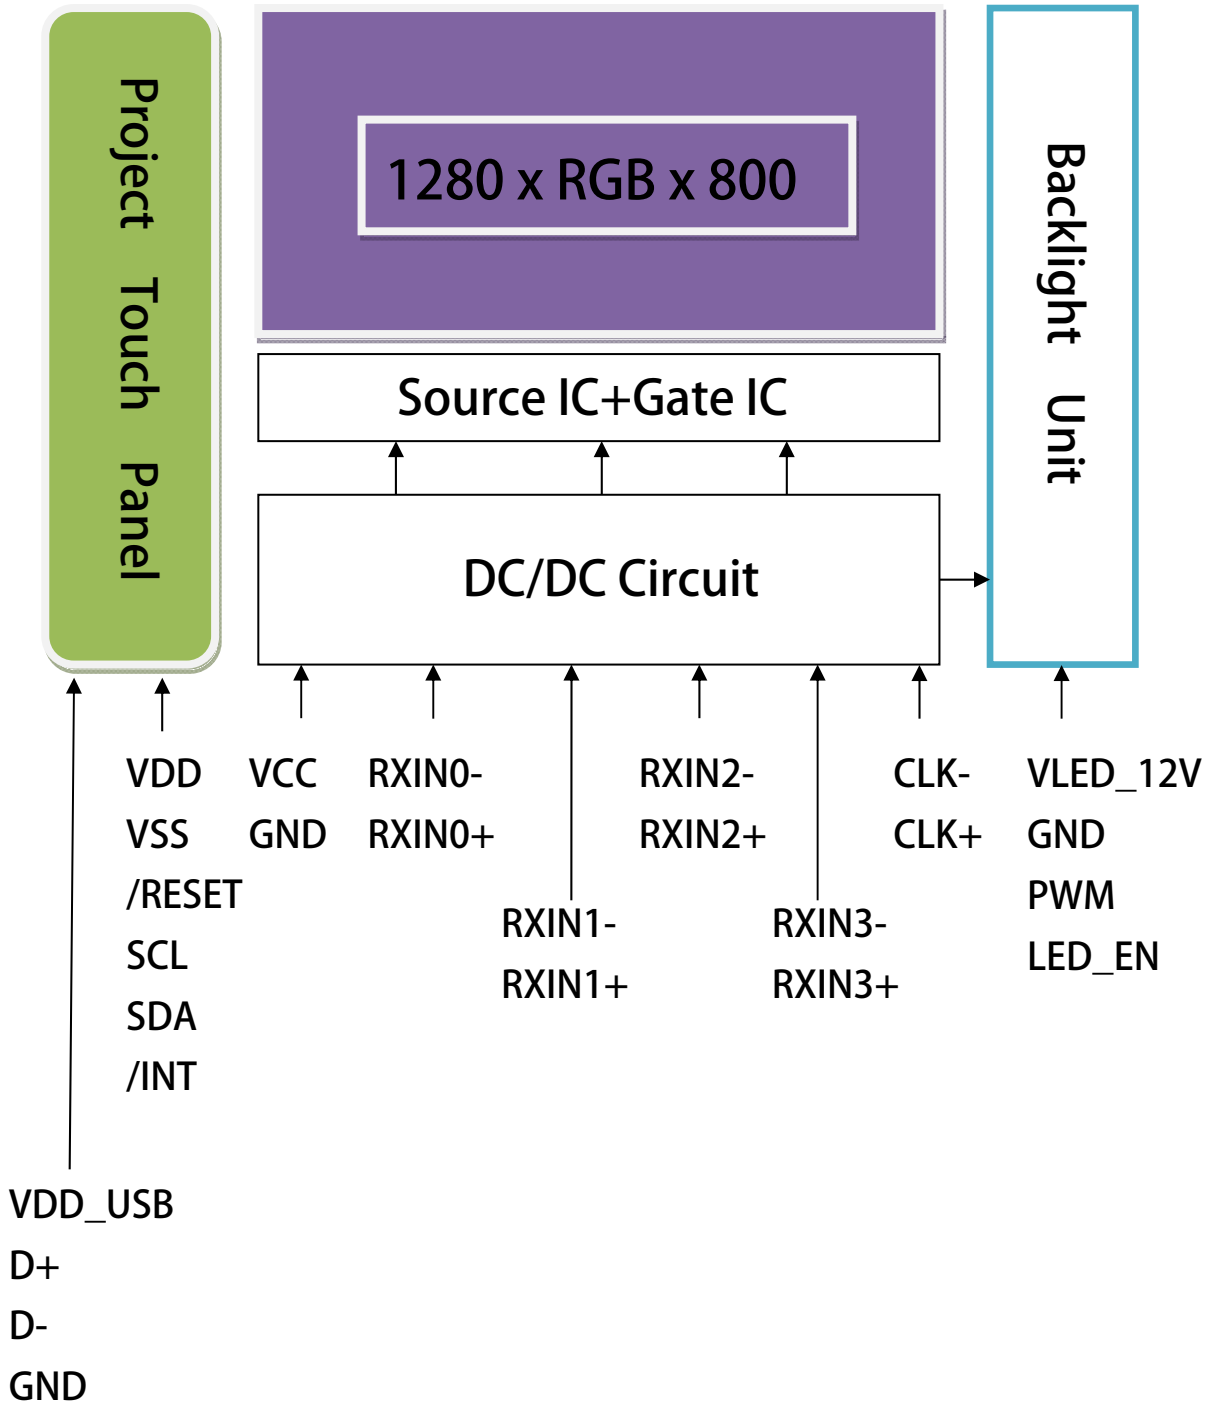 Project Touch Panel
1280 x RGB x 800
Backlight Unit
Source IC+Gate IC
DC/DC Circuit
VDD
VSS
/RESET
SCL
SDA
/INT
VCC
GND
RXIN0-
RXIN0+
RXIN1-
RXIN1+
RXIN2-
RXIN2+
RXIN3-
RXIN3+
CLK-
CLK+
VLED_12V
GND
PWM
LED_EN
VDD_USB
D+
D-
GND